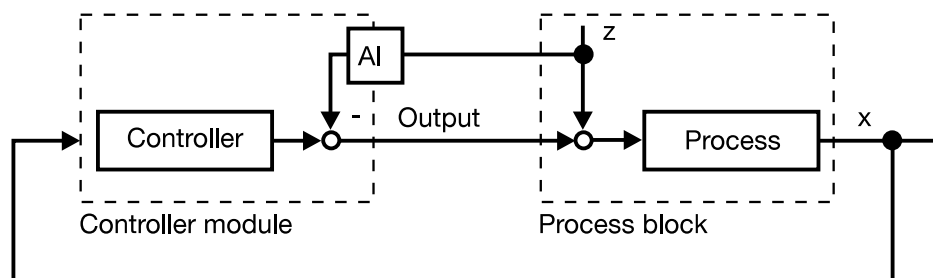 z
AI
-
Output
x
Controller
Process
Controller module
Process block